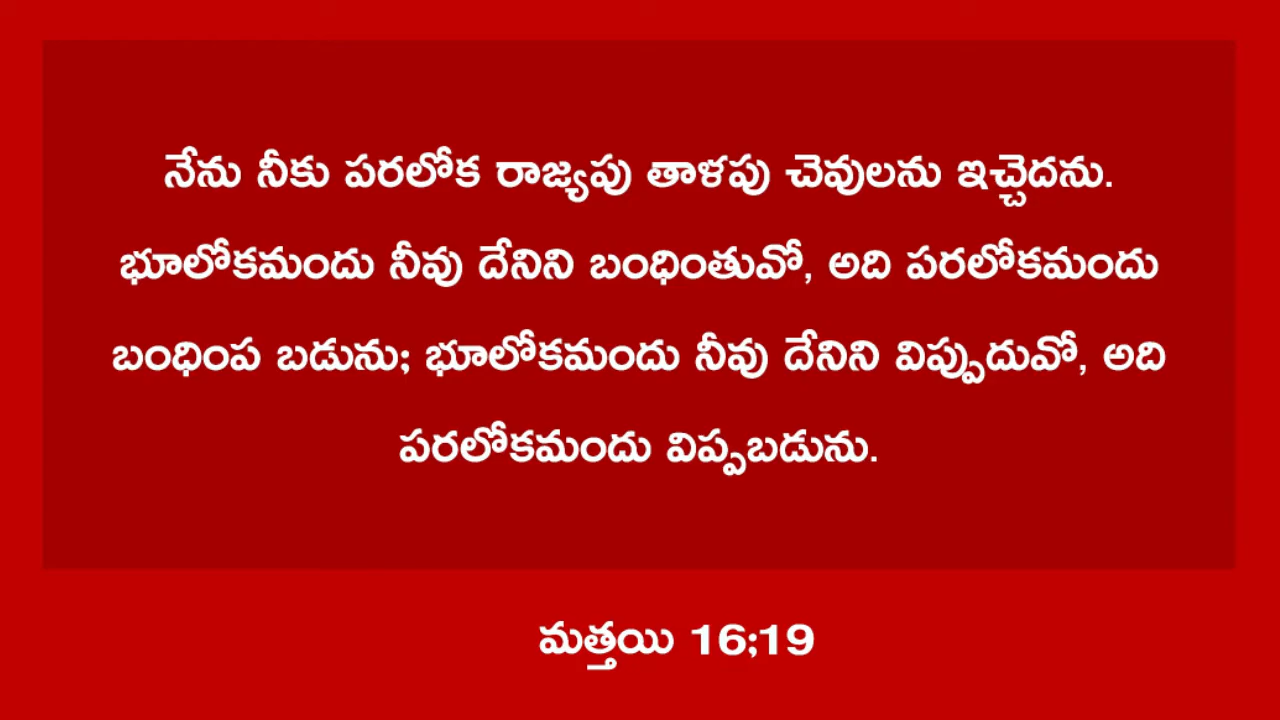 నేను నీకు పరలోక రాజ్యపు తాళపు చెవులను ఇచ్చెదను.
భూలోకమందు నీవు దేనిని బంధింతువో, అది పరలోకమందు
బంధింప బడును; భూలోకమందు నీవు దేనిని విప్పుదువో, అది
పరలోకమందు విప్పబడును.
మత్తయి 16;19